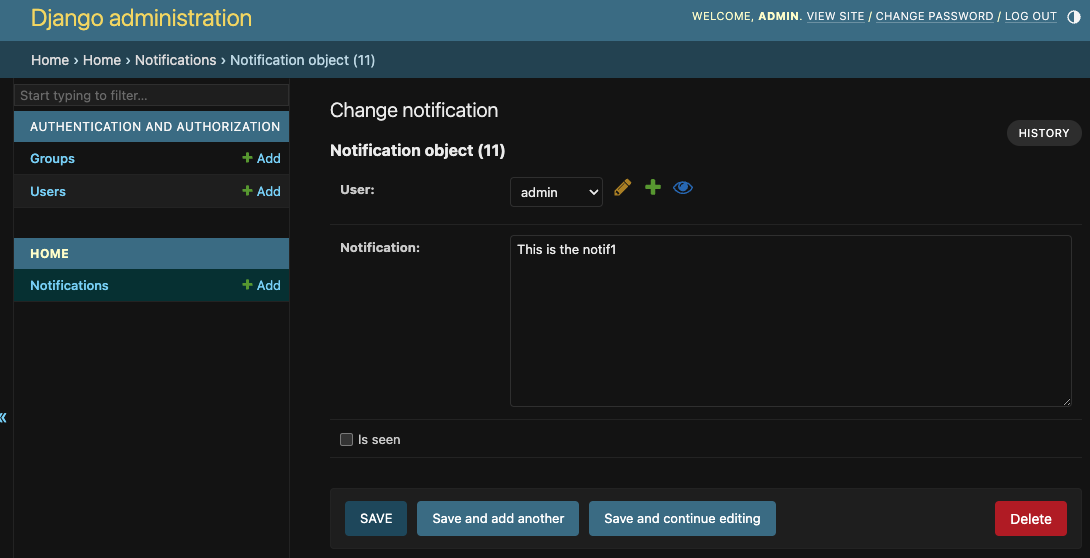 Django administration
WELCOME, ADMIN. VIEW SITE / CHANGE PASSWORD / LOG OUT
Home › Home › Notifications › Notification object (11)
Start typing to filter...
AUTHENTICATION AND AUTHORIZATION
Groups
Add
Users
Add
HOME
Notifications
Add
«
Change notification
HISTORY
Notification object (11)
User:
admin
Notification:
This is the notif1
Is seen
SAVE
Save and add another
Save and continue editing
Delete